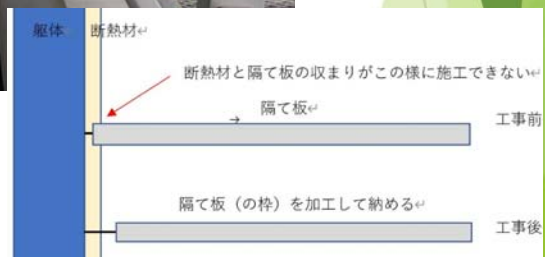 躯体 断熱材↵
断熱材と隔て板の収まりがこの様に施工できない↵
隔て板↵
→
工事前
隔て板（の枠）を加工して納める↵
工事後